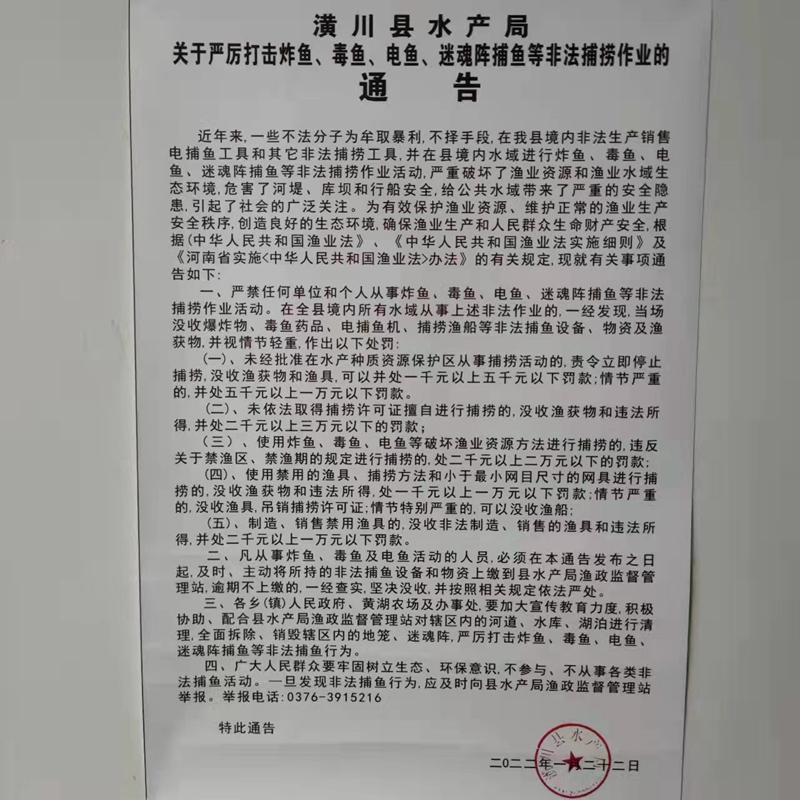 潢川县水产局
关于严厉打击炸鱼、毒鱼、电鱼、迷魂阵捕鱼等非法捕捞作业的
通 告
近年来,一些不法分子为牟取暴利,不择手段,在我县境内非法生产销售
电捕鱼工具和其它非法捕捞工具,并在县境内水域进行炸鱼、毒鱼、电
鱼、迷魂阵捕鱼等非法捕捞作业活动,严重破坏了渔业资源和渔业水域生
态环境,危害了河堤、库坝和行船安全,给公共水域带来了严重的安全隐
患,引起了社会的广泛关注。为有效保护渔业资源、维护正常的渔业生产
安全秩序,创造良好的生态环境,确保渔业生产和人民群众生命财产安全,根
据(中华人民共和国渔业法》、《中华人民共和国渔业法实施细则》及
《河南省实施<中华人民共和国渔业法>办法》的有关规定,现就有关事项通
告如下:
一、严禁任何单位和个人从事炸鱼、毒鱼、电鱼、迷魂阵捕鱼等非法
捕捞作业活动。在全县境内所有水域从事上述非法作业的,一经发现,当场
没收爆炸物、毒鱼药品、电捕鱼机、捕捞渔船等非法捕鱼设备、物资及渔
获物,并视情节轻重,作出以下处罚:
(一)、未经批准在水产种质资源保护区从事捕捞活动的,责令立即停止
捕捞,没收渔获物和渔具,可以并处一千元以上五千元以下罚款;情节严重
的,并处五千元以上一万元以下罚款。
(二)、未依法取得捕捞许可证擅自进行捕捞的,没收渔获物和违法所
得,并处二千元以上三万元以下的罚款;
(三)、使用炸鱼、毒鱼、电鱼等破坏渔业资源方法进行捕捞的,违反
关于禁渔区、禁渔期的规定进行捕捞的,处二千元以上二万元以下的罚款;
(四)、使用禁用的渔具、捕捞方法和小于最小网目尺寸的网具进行捕
捞的,没收渔获物和违法所得,处一千元以上一万元以下罚款;情节严重
的,没收渔具,吊销捕捞许可证;情节特别严重的,可以没收渔船;
(五)、制造、销售禁用渔具的,没收非法制造、销售的渔具和违法所
得,并处二千元以上一万元以下罚款。
二、凡从事炸鱼、毒鱼及电鱼活动的人员,必须在本通告发布之日
起,及时、主动将所持的非法捕鱼设备和物资上缴到县水产局渔政监督管
理站,逾期不上缴的,一经查实,坚决没收,并按照相关规定依法严处。
三、各乡(镇)人民政府、黄湖农场及办事处,要加大宣传教育力度,积极
协助、配合县水产局渔政监督管理站对辖区内的河道、水库、湖泊进行清
理,全面拆除、销毁辖区内的地笼、迷魂阵,严厉打击炸鱼、毒鱼、电鱼、
迷魂阵捕鱼等非法捕鱼行为。
四、广大人民群众要牢固树立生态、环保意识,不参与、不从事各类非
法捕鱼活动。一旦发现非法捕鱼行为,应及时向县水产局渔政监督管理站
举报。举报电话:0376-3915216
特此通告
潢川县水产局
二〇二二年一月二十二日